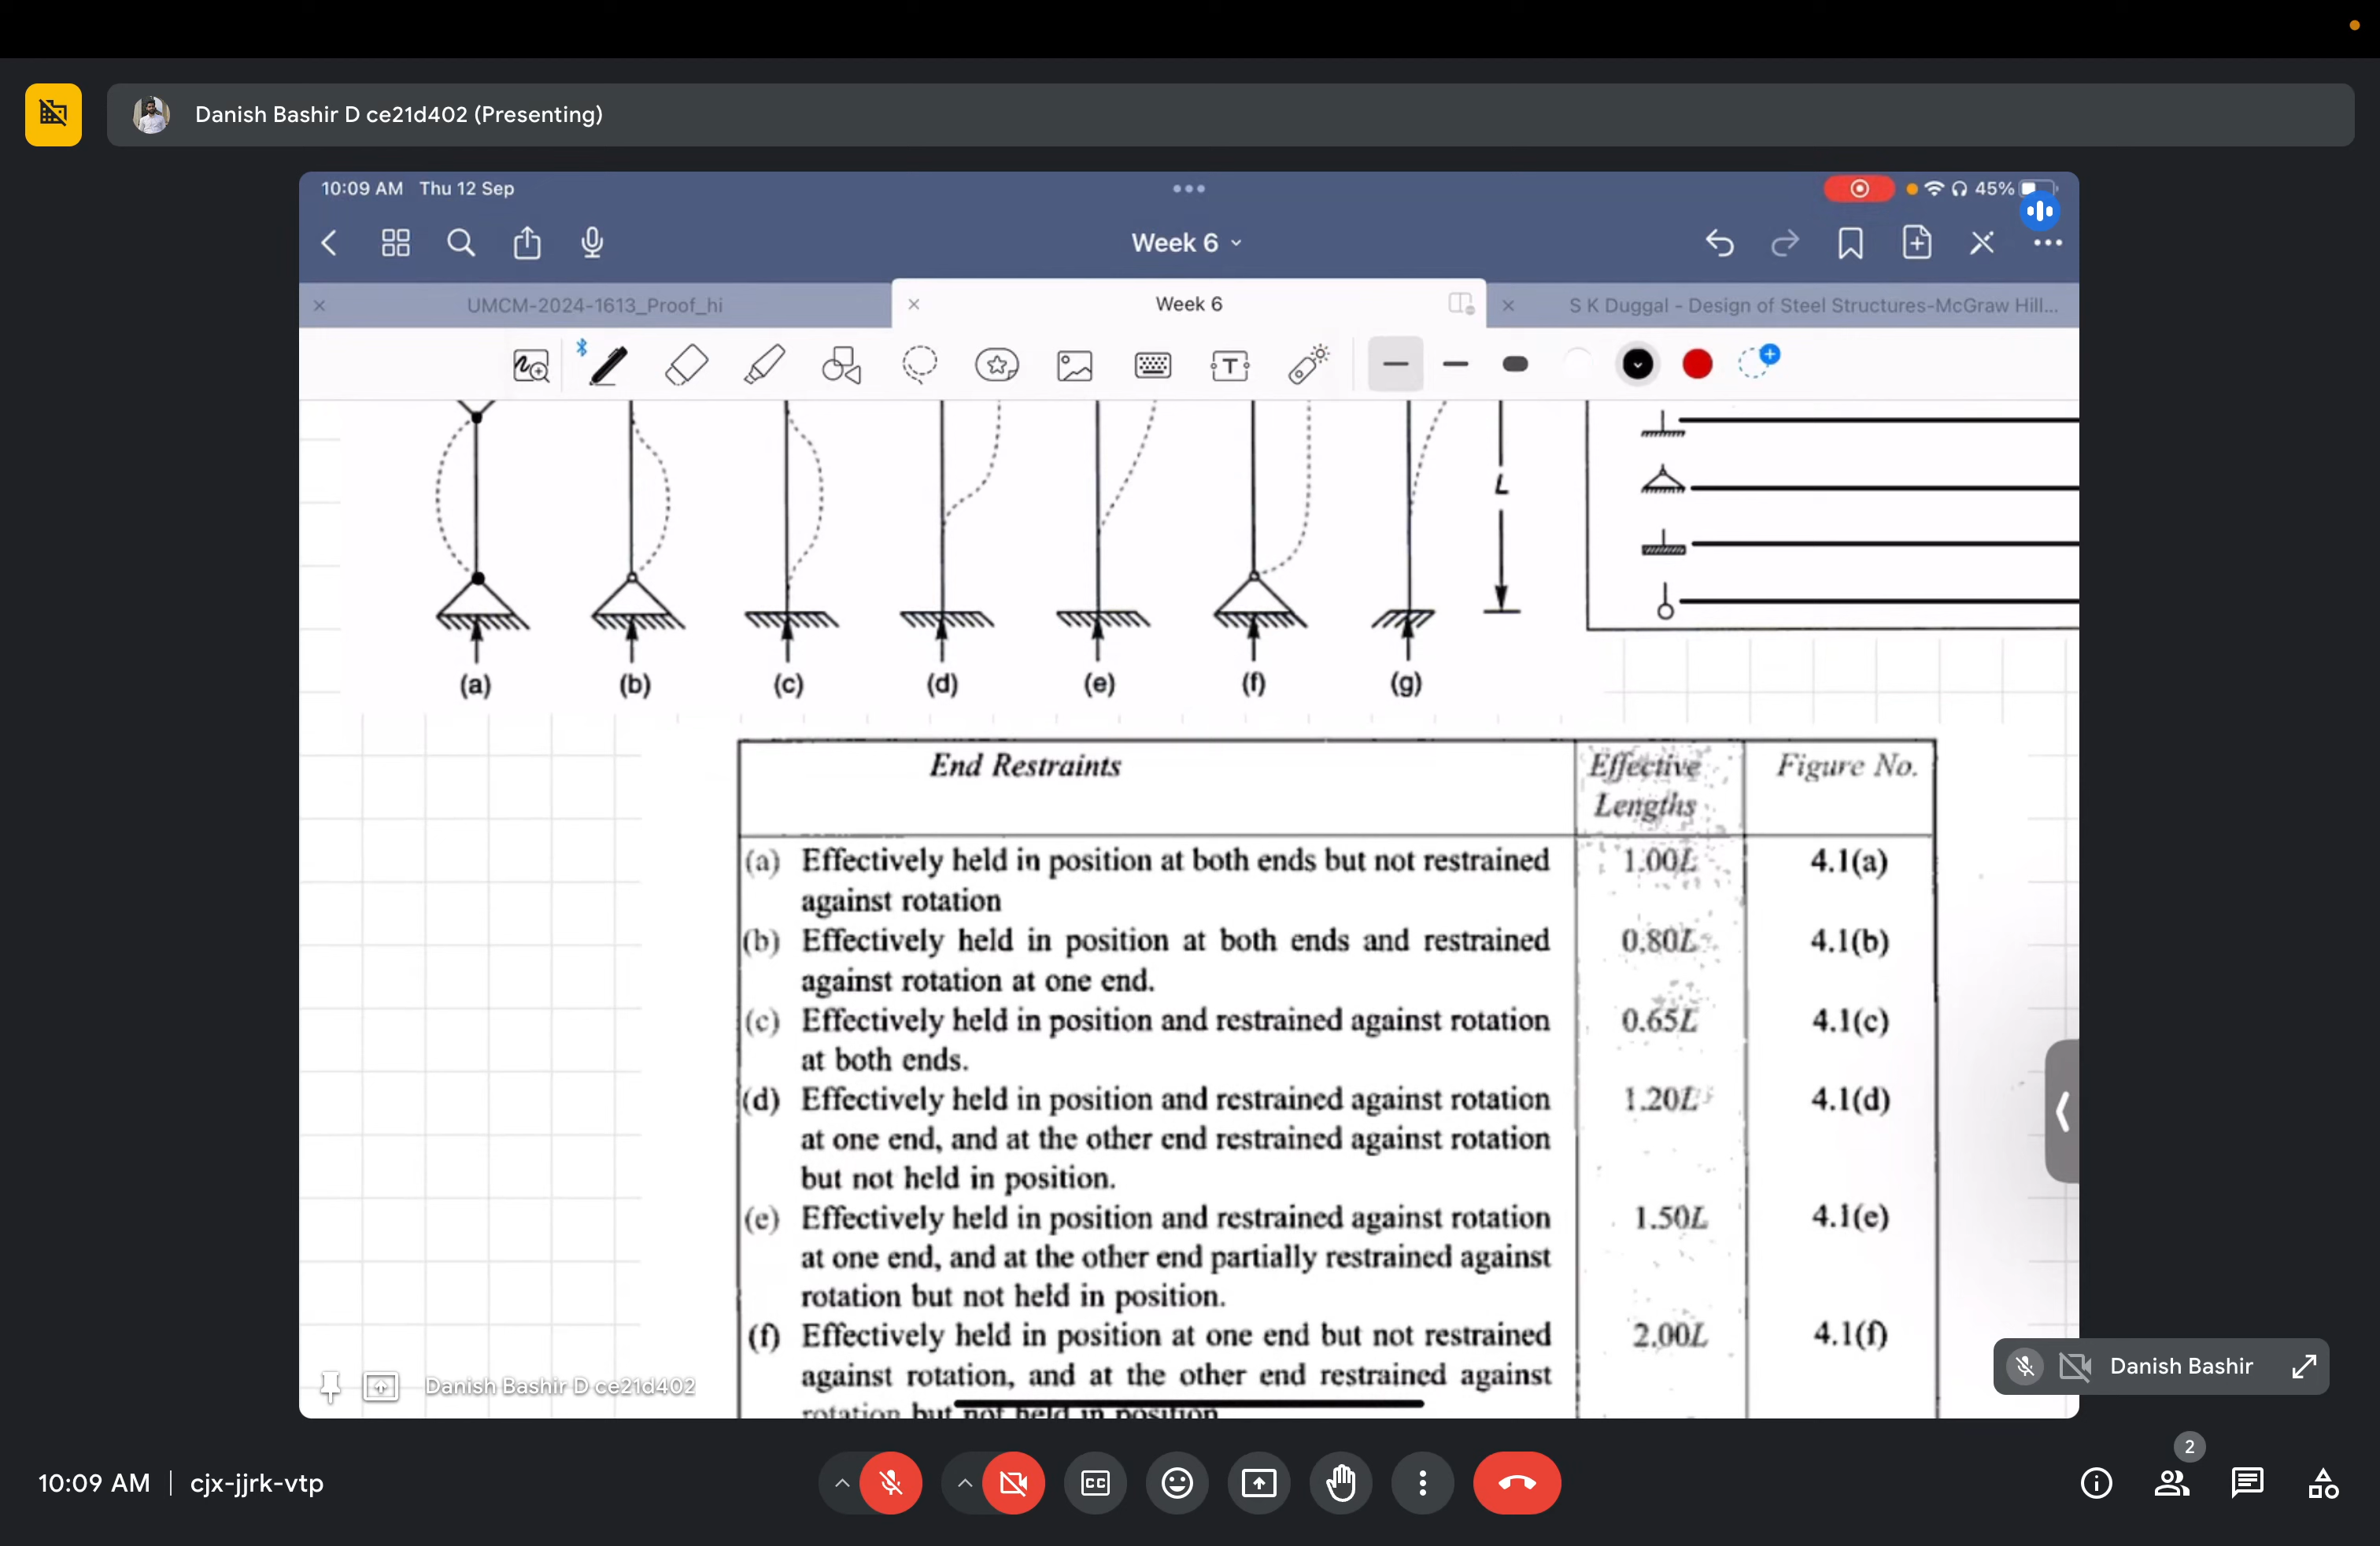 Danish Bashir D ce21d402 (Presenting)
10:09 AM Thu 12 Sep
45%
Week 6
UMCM-2024-1613_Proof_hi
Week 6
S K Duggal - Design of Steel Structures-McGraw Hill...
L
(a) (b) (c) (d) (e) (f) (g)
End Restraints Effective Lengths Figure No.
(a) Effectively held in position at both ends but not restrained 1.00L 4.1(a)
against rotation
(b) Effectively held in position at both ends and restrained 0.80L 4.1(b)
against rotation at one end.
(c) Effectively held in position and restrained against rotation 0.65L 4.1(c)
at both ends.
(d) Effectively held in position and restrained against rotation 1.20L 4.1(d)
at one end, and at the other end restrained against rotation
but not held in position.
(e) Effectively held in position and restrained against rotation 1.50L 4.1(e)
at one end, and at the other end partially restrained against
rotation but not held in position.
(f) Effectively held in position at one end but not restrained 2.00L 4.1(f)
against rotation, and at the other end restrained against
rotation but not held in position
Danish Bashir D ce21d402
Danish Bashir
10:09 AM | cjx-jjrk-vtp
CC
2